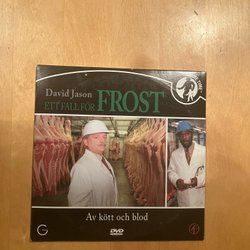 David Jason
ETT FALL FÖR FROST
Av kött och blod
DVD